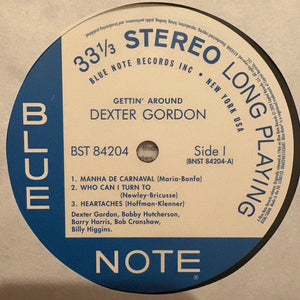 33⅓ STEREO LONG PLAYING
BLUE NOTE RECORDS INC • NEW YORK USA
BLUE
NOTE
GETTIN' AROUND
DEXTER GORDON
BST 84204
Side I
(BNST 84204-A)
1. MANHA DE CARNAVAL (Maria-Bonfa)
2. WHO CAN I TURN TO
(Newley-Bricusse)
3. HEARTACHES (Hoffman-Klenner)
Dexter Gordon, Bobby Hutcherson,
Barry Harris, Bob Cranshaw,
Billy Higgins.